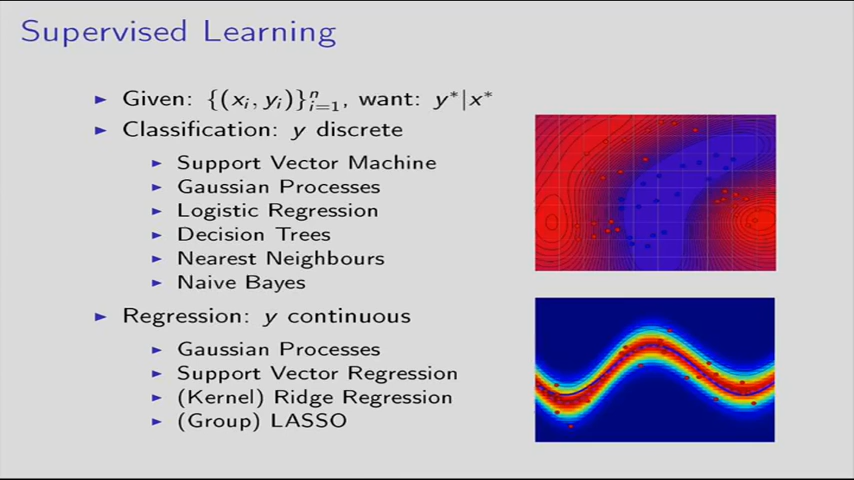 Supervised Learning
▶ Given: {(xᵢ, yᵢ)}ⁿᵢ₌₁, want: y*|x*
▶ Classification: y discrete
▶ Support Vector Machine
▶ Gaussian Processes
▶ Logistic Regression
▶ Decision Trees
▶ Nearest Neighbours
▶ Naive Bayes
▶ Regression: y continuous
▶ Gaussian Processes
▶ Support Vector Regression
▶ (Kernel) Ridge Regression
▶ (Group) LASSO